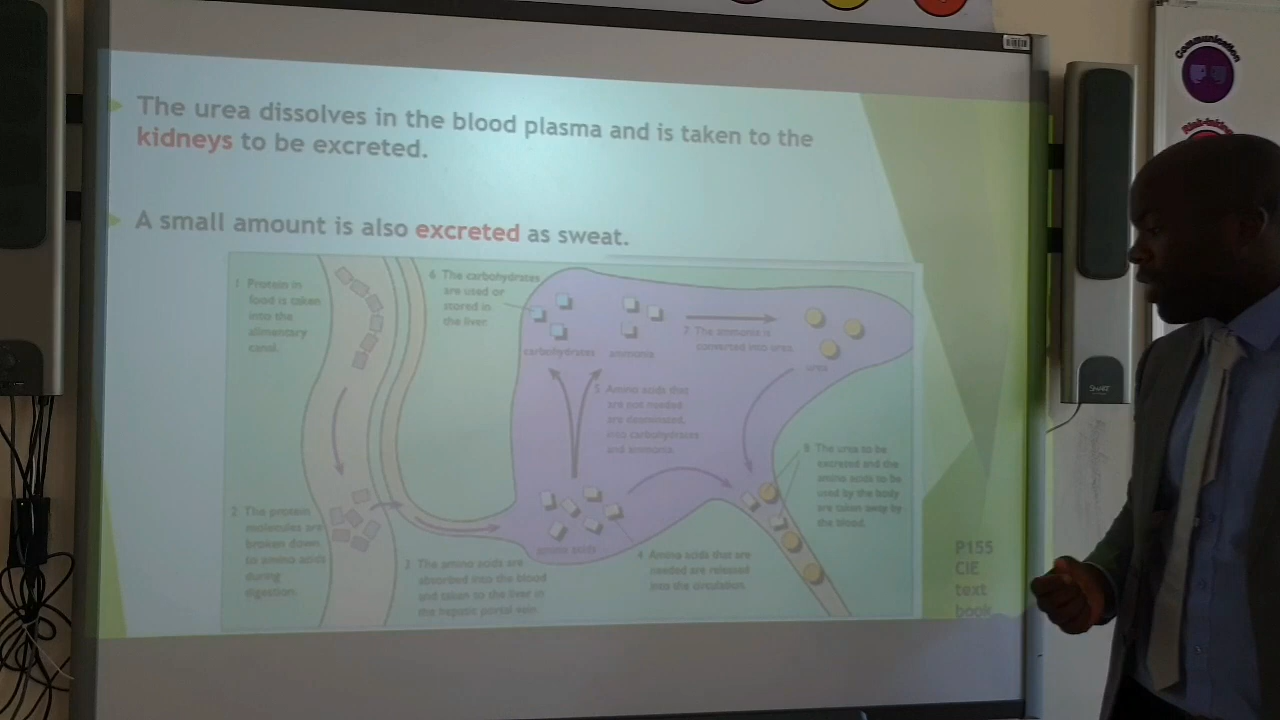 The urea dissolves in the blood plasma and is taken to the
kidneys to be excreted.
A small amount is also excreted as sweat.
1 Protein in
food is taken
into the
alimentary
canal.
2 The protein
molecules are
broken down
to amino acids
during
digestion.
3 The amino acids are
absorbed into the blood
and taken to the liver in
the hepatic portal vein.
4 Amino acids that are
needed are released
into the circulation.
5 Amino acids that
are not needed
are deaminated,
into carbohydrates
and ammonia.
6 The carbohydrates
are used or
stored in
the liver.
carbohydrates
ammonia
7 The ammonia is
converted into urea.
urea
amino acids
8 The urea to be
excreted and the
amino acids to be
used by the body
are taken away by
the blood.
P155
CIE
text
book
Communication
SMART